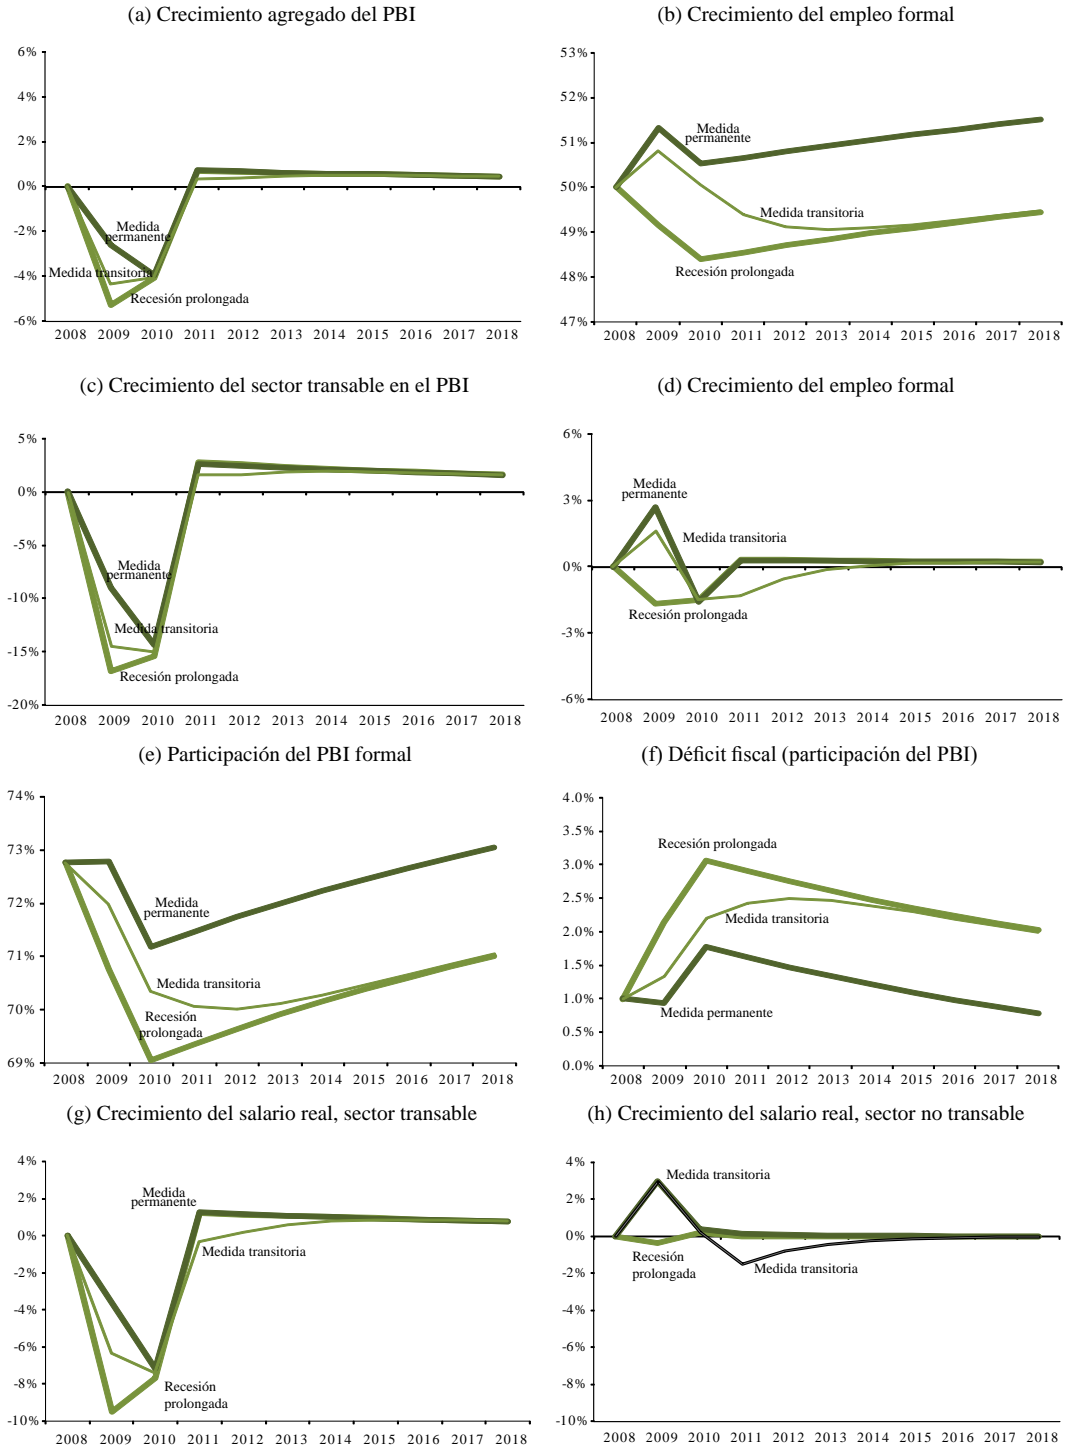 (a) Crecimiento agregado del PBI
6%
4%
2%
0%
-2%
-4%
-6%
Medida
permanente
Medida transitoria
Recesión prolongada
2008 2009 2010 2011 2012 2013 2014 2015 2016 2017 2018
(b) Crecimiento del empleo formal
53%
52%
51%
50%
49%
48%
47%
Medida
permanente
Medida transitoria
Recesión prolongada
2008 2009 2010 2011 2012 2013 2014 2015 2016 2017 2018
(c) Crecimiento del sector transable en el PBI
5%
0%
-5%
-10%
-15%
-20%
Medida
permanente
Medida transitoria
Recesión prolongada
2008 2009 2010 2011 2012 2013 2014 2015 2016 2017 2018
(d) Crecimiento del empleo formal
6%
3%
0%
-3%
-6%
Medida
permanente
Medida transitoria
Recesión prolongada
2008 2009 2010 2011 2012 2013 2014 2015 2016 2017 2018
(e) Participación del PBI formal
74%
73%
72%
71%
70%
69%
Medida
permanente
Medida transitoria
Recesión
prolongada
2008 2009 2010 2011 2012 2013 2014 2015 2016 2017 2018
(f) Déficit fiscal (participación del PBI)
4.0%
3.5%
3.0%
2.5%
2.0%
1.5%
1.0%
0.5%
0.0%
Recesión prolongada
Medida transitoria
Medida permanente
2008 2009 2010 2011 2012 2013 2014 2015 2016 2017 2018
(g) Crecimiento del salario real, sector transable
4%
2%
0%
-2%
-4%
-6%
-8%
-10%
Medida
permanente
Medida transitoria
Recesión
prolongada
2008 2009 2010 2011 2012 2013 2014 2015 2016 2017 2018
(h) Crecimiento del salario real, sector no transable
4%
2%
0%
-2%
-4%
-6%
-8%
-10%
Medida transitoria
Recesión
prolongada
Medida transitoria
2008 2009 2010 2011 2012 2013 2014 2015 2016 2017 2018